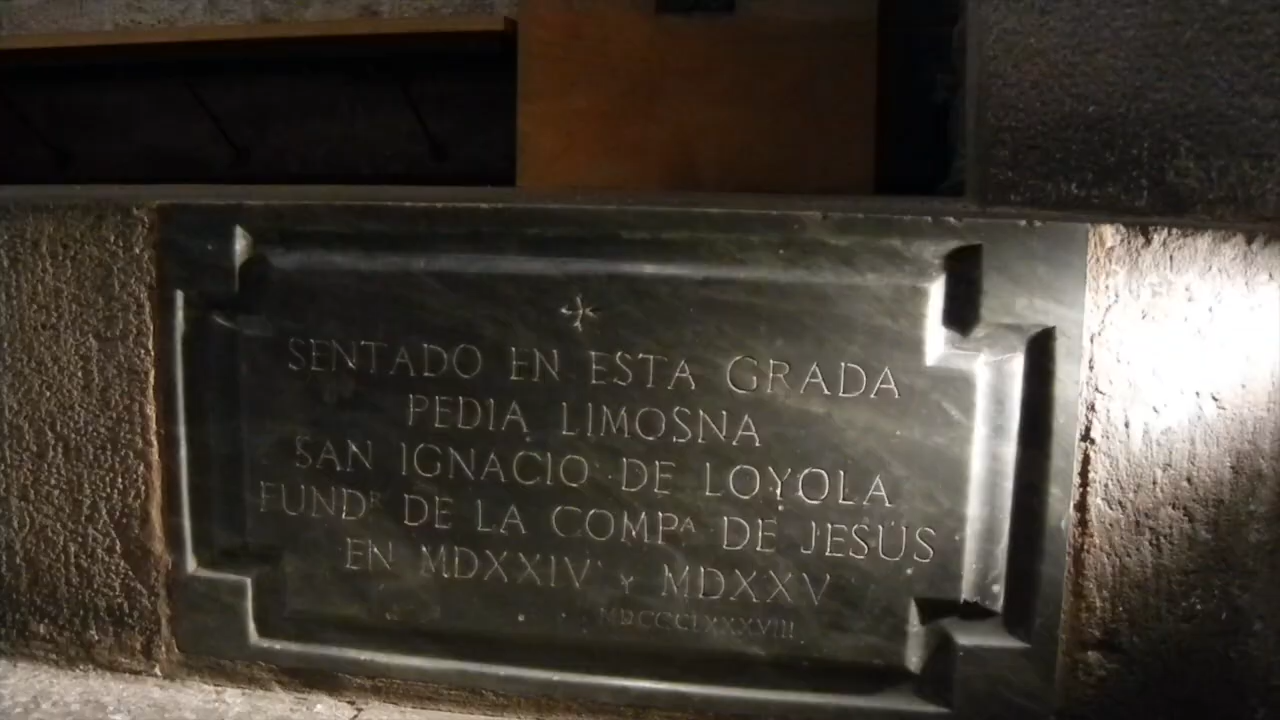 SENTADO EN ESTA GRADA
PEDIA LIMOSNA
SAN IGNACIO DE LOYOLA
FUNDR DE LA COMPA DE JESÚS
EN MDXXIV Y MDXXV
MDCCCLXXXVIII